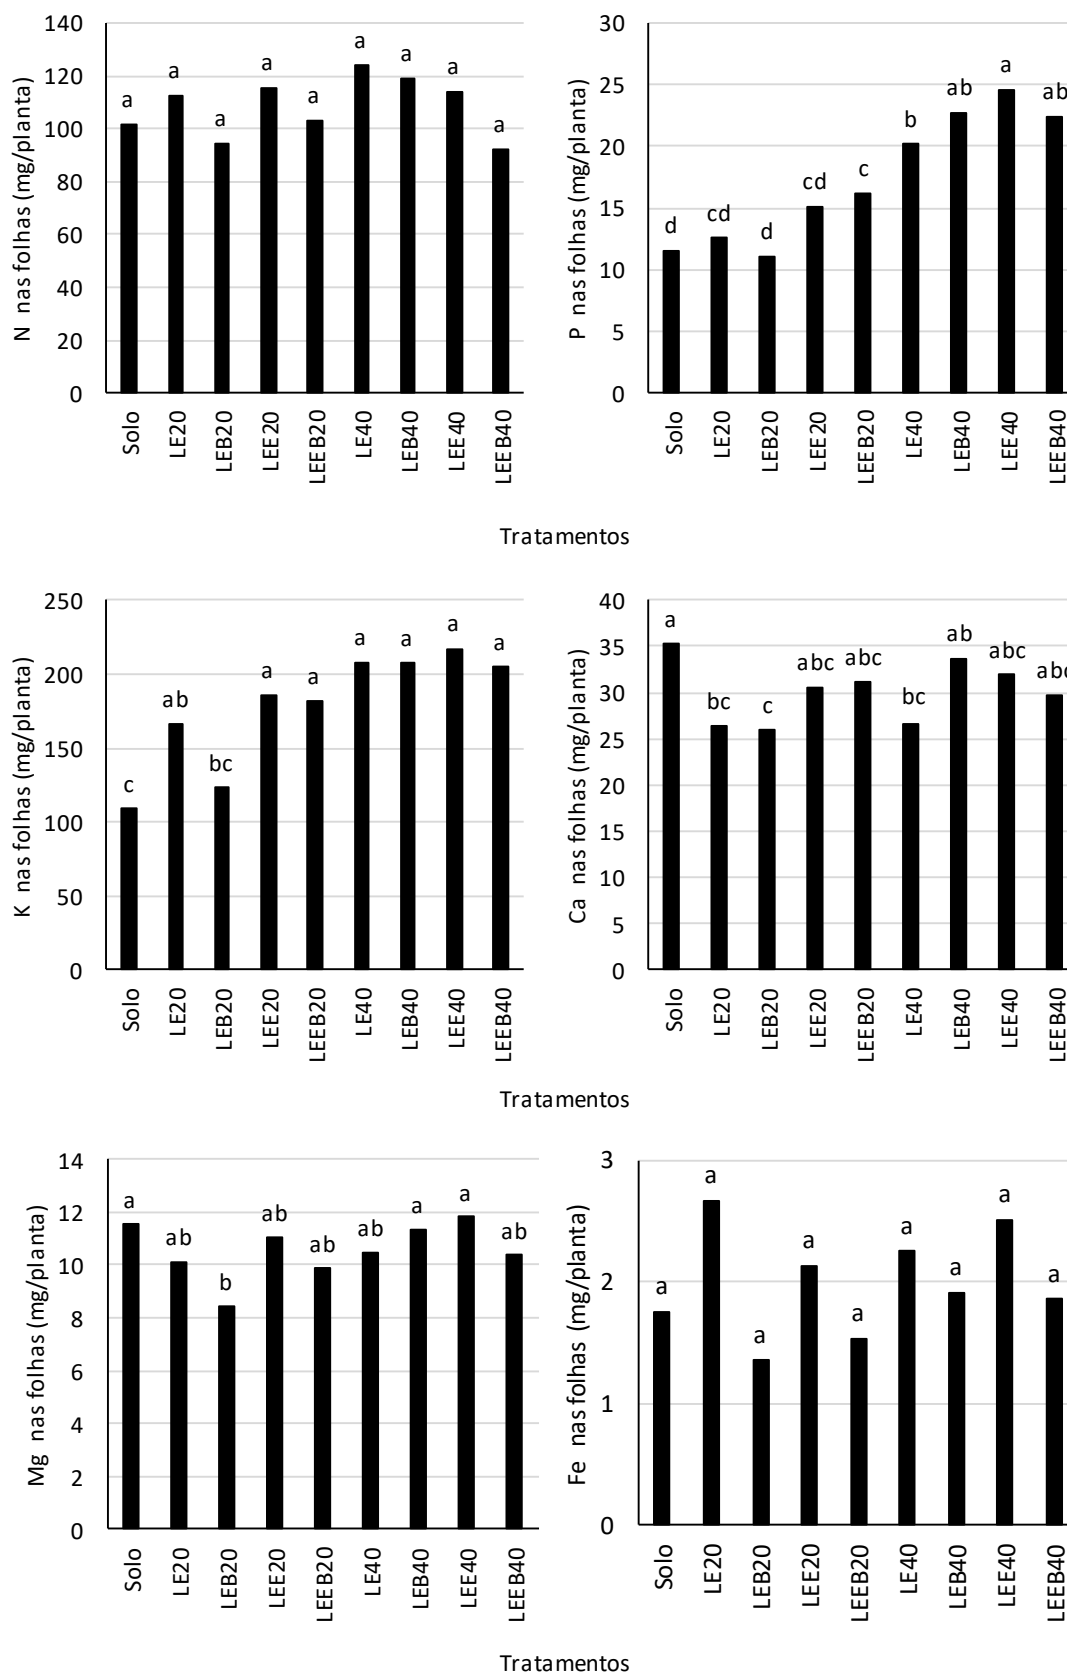 N nas folhas (mg/planta)
140
120
100
80
60
40
20
0
a a a a a a a a a
Solo LE20 LEB20 LEE20 LEEB20 LE40 LEB40 LEE40 LEEB40
P nas folhas (mg/planta)
30
25
20
15
10
5
0
d cd d cd c b ab a ab
Solo LE20 LEB20 LEE20 LEEB20 LE40 LEB40 LEE40 LEEB40
Tratamentos
K nas folhas (mg/planta)
250
200
150
100
50
0
c ab bc a a a a a a
Solo LE20 LEB20 LEE20 LEEB20 LE40 LEB40 LEE40 LEEB40
Ca nas folhas (mg/planta)
40
35
30
25
20
15
10
5
0
a bc c abc abc bc ab abc abc
Solo LE20 LEB20 LEE20 LEEB20 LE40 LEB40 LEE40 LEEB40
Tratamentos
Mg nas folhas (mg/planta)
14
12
10
8
6
4
2
0
a ab b ab ab ab a a ab
Solo LE20 LEB20 LEE20 LEEB20 LE40 LEB40 LEE40 LEEB40
Fe nas folhas (mg/planta)
3
2
1
0
a a a a a a a a a
Solo LE20 LEB20 LEE20 LEEB20 LE40 LEB40 LEE40 LEEB40
Tratamentos